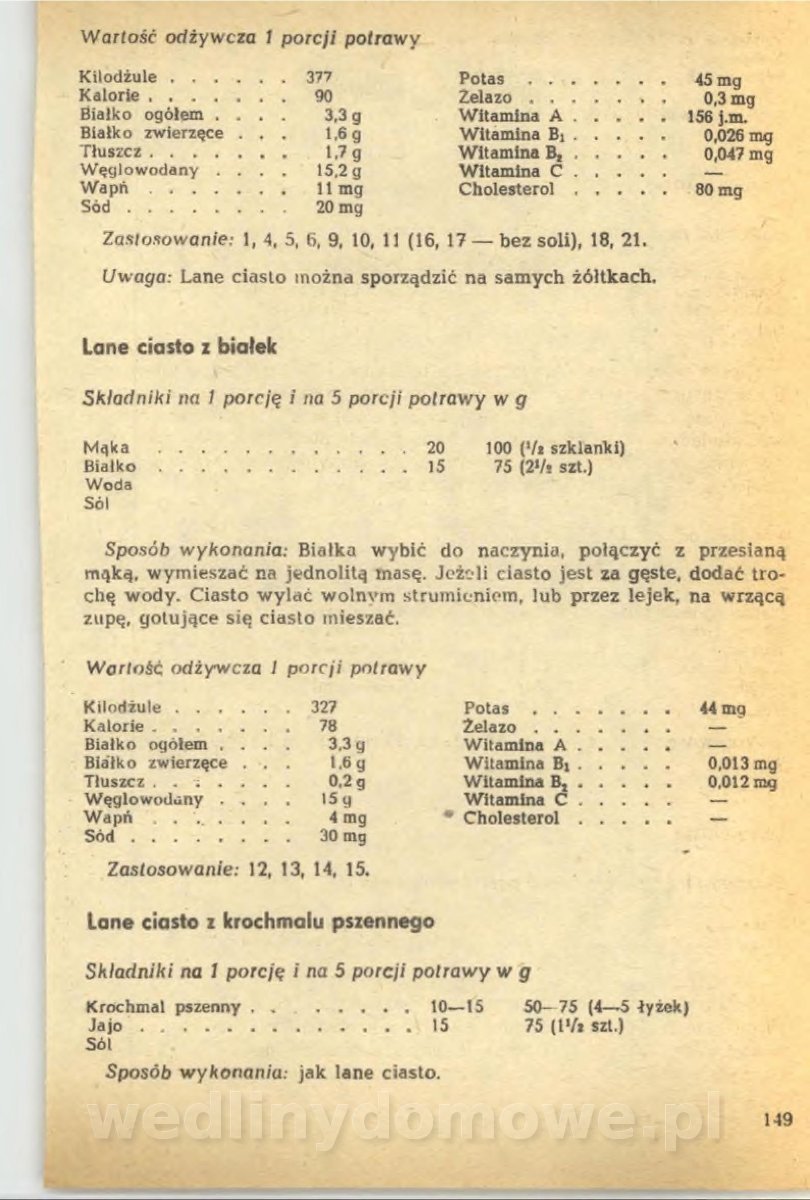 Wartość odżywcza 1 porcji potrawy
Kilodżule . . . . . . 377 Potas . . . . . . . 45 mg
Kalorie . . . . . . . 90 Żelazo . . . . . . . 0,3 mg
Białko ogółem . . . . 3,3 g Witamina A . . . . . 156 j.m.
Białko zwierzęce . . . 1,6 g Witamina B₁ . . . . . 0,026 mg
Tłuszcz . . . . . . . 1,7 g Witamina B₂ . . . . . 0,047 mg
Węglowodany . . . . 15,2 g Witamina C . . . . . —
Wapń . . . . . . . 11 mg Cholesterol . . . . . 80 mg
Sód . . . . . . . . 20 mg
Zastosowanie: 1, 4, 5, 6, 9, 10, 11 (16, 17 — bez soli), 18, 21.
Uwaga: Lane ciasto można sporządzić na samych żółtkach.
Lane ciasto z białek
Składniki na 1 porcję i na 5 porcji potrawy w g
Mąka . . . . . . . . . . . . 20 100 (¹/₂ szklanki)
Białko . . . . . . . . . . . . 15 75 (2¹/₂ szt.)
Woda
Sól
Sposób wykonania: Białka wybić do naczynia, połączyć z przesianą
mąką, wymieszać na jednolitą masę. Jeżeli ciasto jest za gęste, dodać tro-
chę wody. Ciasto wylać wolnym strumieniem, lub przez lejek, na wrzącą
zupę, gotujące się ciasto mieszać.
Wartość odżywcza 1 porcji potrawy
Kilodżule . . . . . . 327 Potas . . . . . . . 44 mg
Kalorie . . . . . . . 78 Żelazo . . . . . . . —
Białko ogółem . . . . 3,3 g Witamina A . . . . . —
Białko zwierzęce . . . 1,6 g Witamina B₁ . . . . . 0,013 mg
Tłuszcz . . . . . . . 0,2 g Witamina B₂ . . . . . 0,012 mg
Węglowodany . . . . 15 g Witamina C . . . . . —
Wapń . . . . . . . 4 mg Cholesterol . . . . . —
Sód . . . . . . . . 30 mg
Zastosowanie: 12, 13, 14, 15.
Lane ciasto z krochmalu pszennego
Składniki na 1 porcję i na 5 porcji potrawy w g
Krochmal pszenny . . . . . . . . 10—15 50—75 (4—5 łyżek)
Jajo . . . . . . . . . . . . . 15 75 (1¹/₂ szt.)
Sól
Sposób wykonania: jak lane ciasto.
wedlinydomowe.pl
149